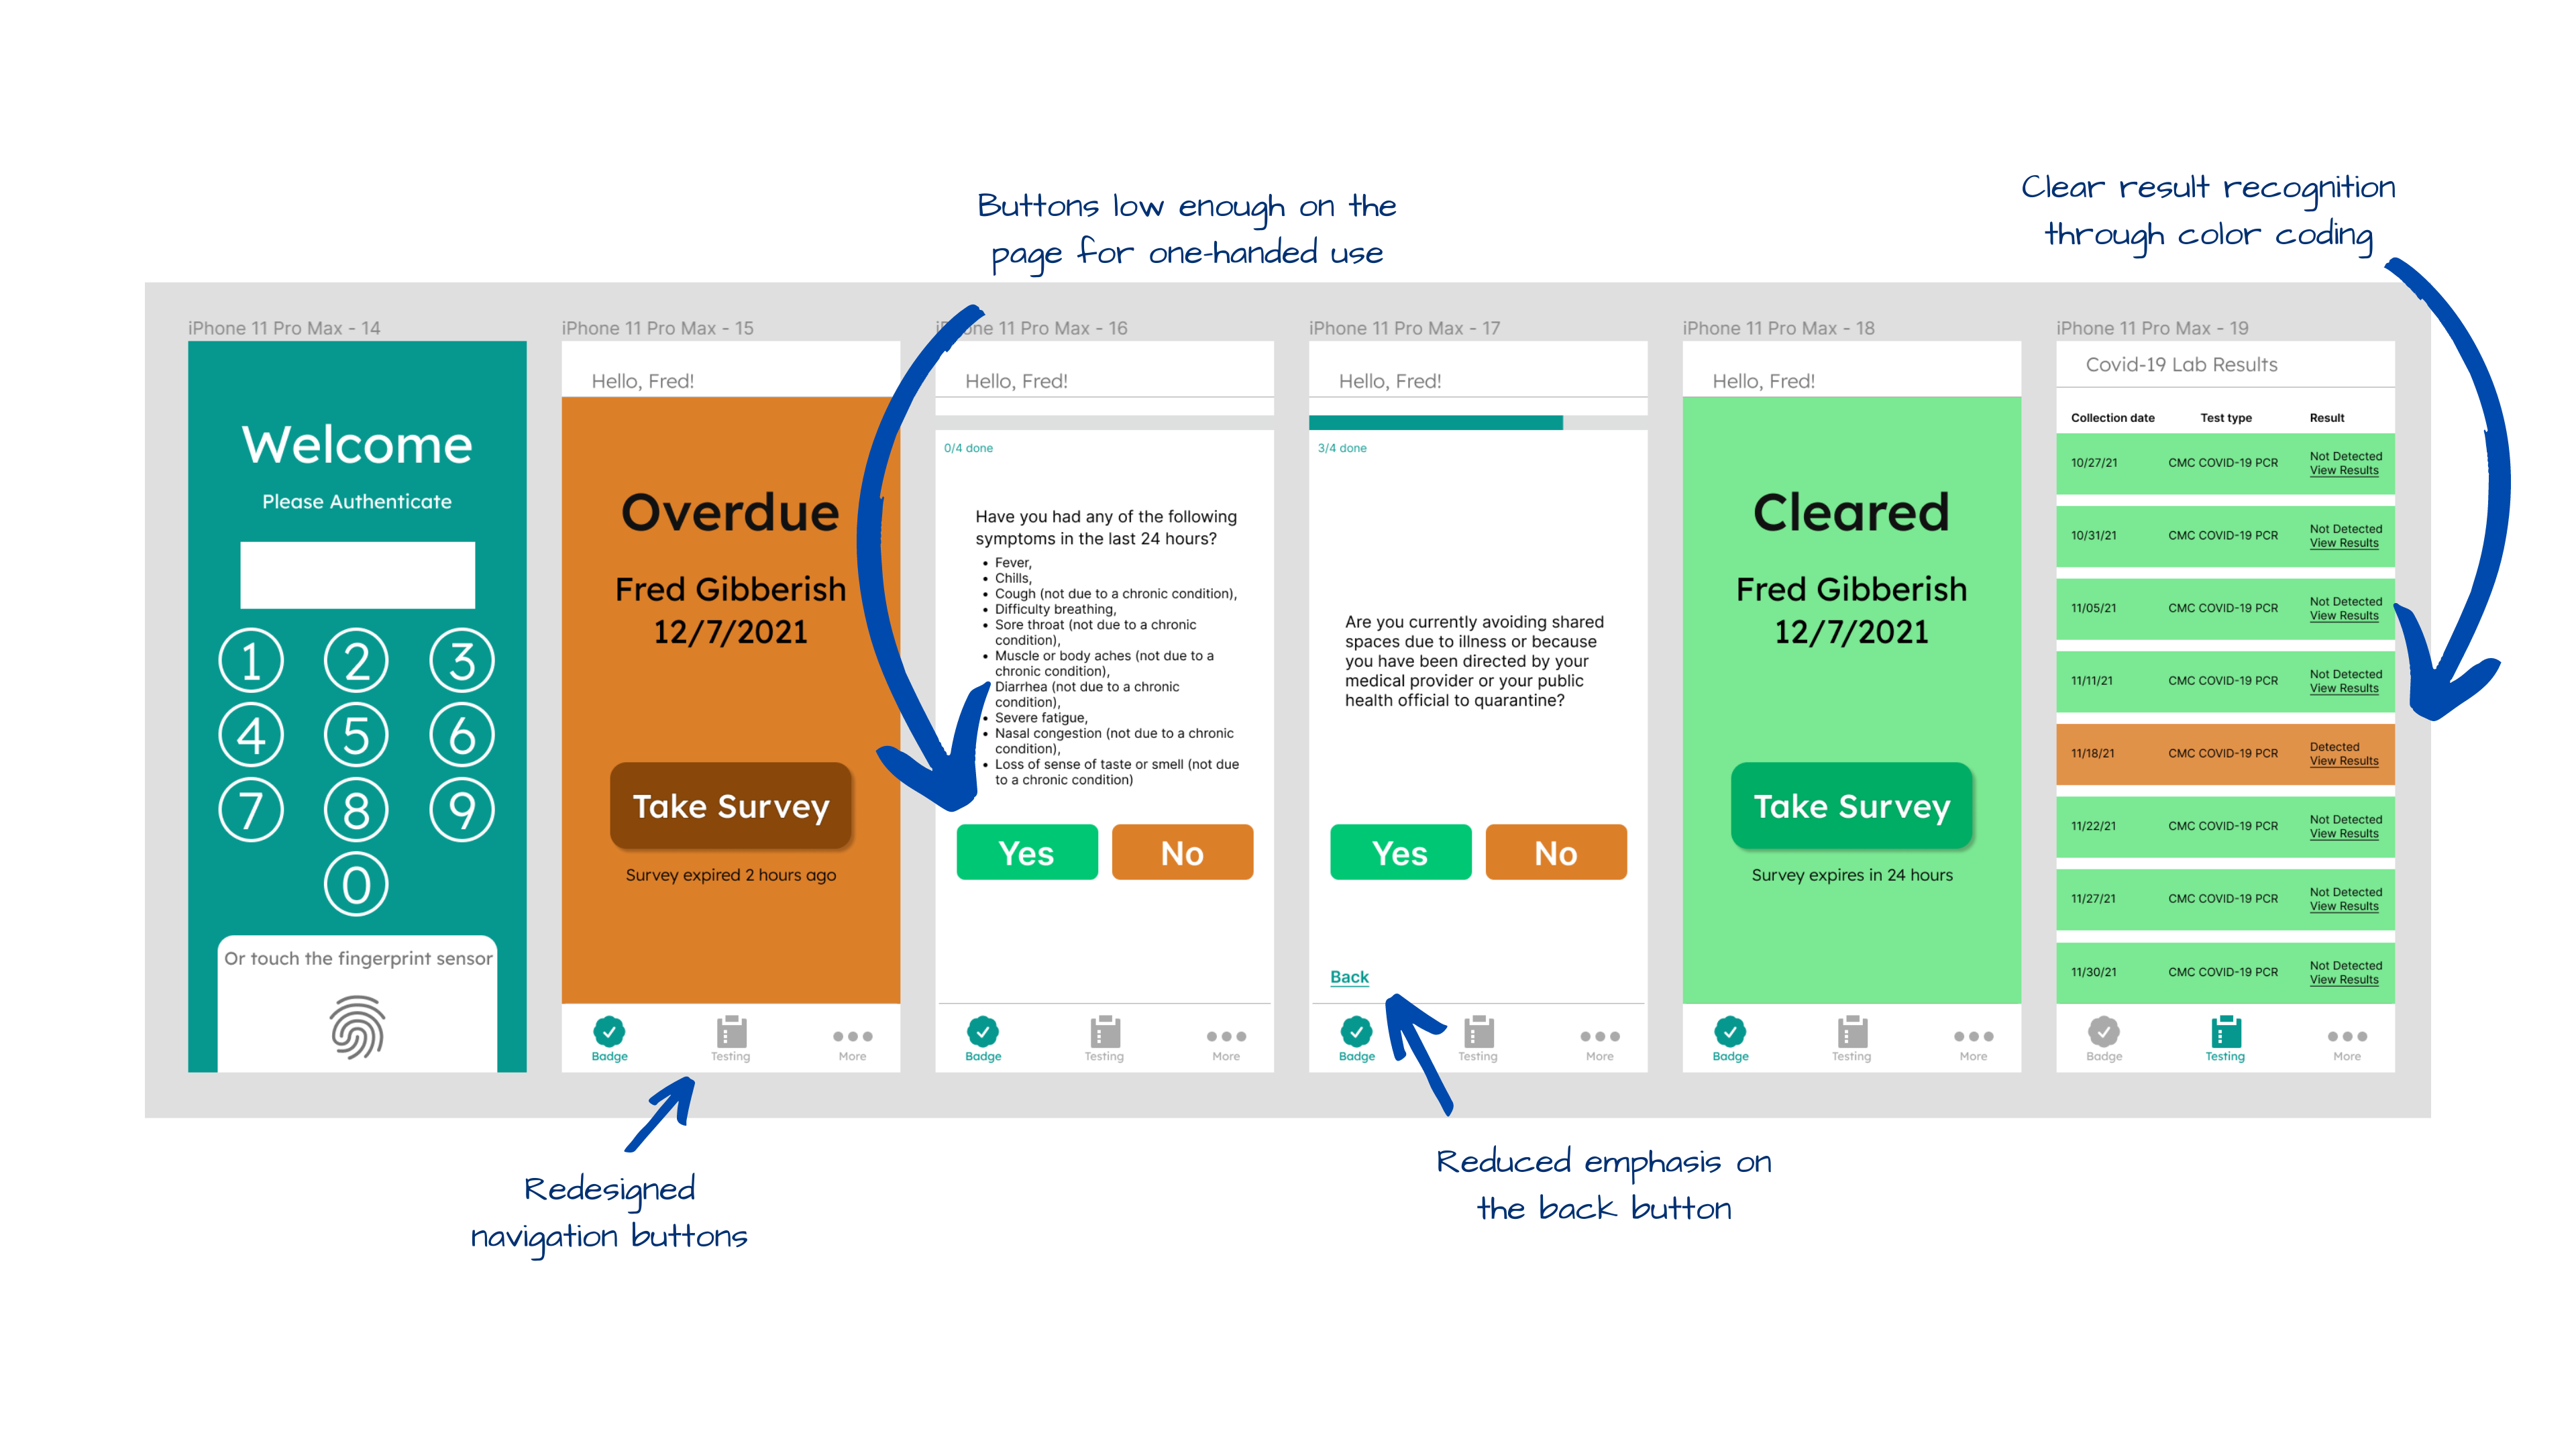 Buttons low enough on the
page for one-handed use
Clear result recognition
through color coding
iPhone 11 Pro Max - 14
Welcome
Please Authenticate
1 2 3
4 5 6
7 8 9
0
Or touch the fingerprint sensor
iPhone 11 Pro Max - 15
Hello, Fred!
Overdue
Fred Gibberish
12/7/2021
Take Survey
Survey expired 2 hours ago
Badge Testing More
iPhone 11 Pro Max - 16
Hello, Fred!
0/4 done
Have you had any of the following
symptoms in the last 24 hours?
• Fever,
• Chills,
• Cough (not due to a chronic condition),
• Difficulty breathing,
• Sore throat (not due to a chronic
condition),
• Muscle or body aches (not due to a
chronic condition),
Diarrhea (not due to a chronic
condition),
• Severe fatigue,
• Nasal congestion (not due to a chronic
condition),
• Loss of sense of taste or smell (not due
to a chronic condition)
Yes No
Badge Testing More
iPhone 11 Pro Max - 17
Hello, Fred!
3/4 done
Are you currently avoiding shared
spaces due to illness or because
you have been directed by your
medical provider or your public
health official to quarantine?
Yes No
Back
Badge Testing More
iPhone 11 Pro Max - 18
Hello, Fred!
Cleared
Fred Gibberish
12/7/2021
Take Survey
Survey expires in 24 hours
Badge Testing More
iPhone 11 Pro Max - 19
Covid-19 Lab Results
Collection date Test type Result
10/27/21 CMC COVID-19 PCR Not Detected
View Results
10/31/21 CMC COVID-19 PCR Not Detected
View Results
11/05/21 CMC COVID-19 PCR Not Detected
View Results
11/11/21 CMC COVID-19 PCR Not Detected
View Results
11/18/21 CMC COVID-19 PCR Detected
View Results
11/22/21 CMC COVID-19 PCR Not Detected
View Results
11/27/21 CMC COVID-19 PCR Not Detected
View Results
11/30/21 CMC COVID-19 PCR Not Detected
View Results
Badge Testing More
Redesigned
navigation buttons
Reduced emphasis on
the back button